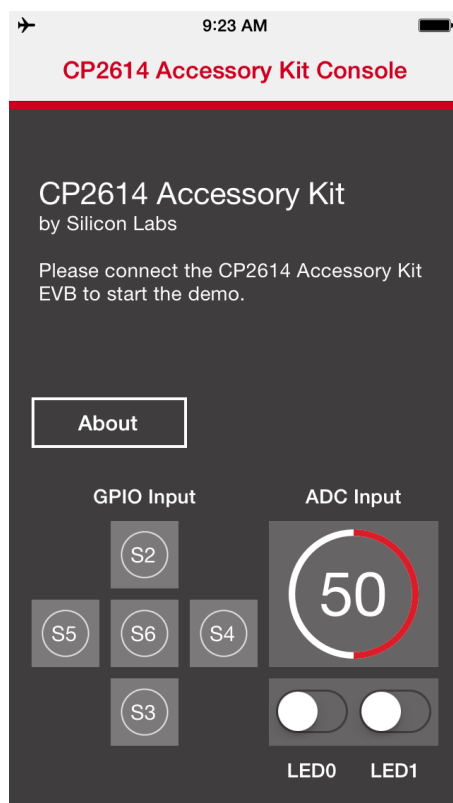 9:23 AM
CP2614 Accessory Kit Console
CP2614 Accessory Kit
by Silicon Labs
Please connect the CP2614 Accessory Kit
EVB to start the demo.
About
GPIO Input
ADC Input
S2
50
S5
S6
S4
S3
LED0
LED1